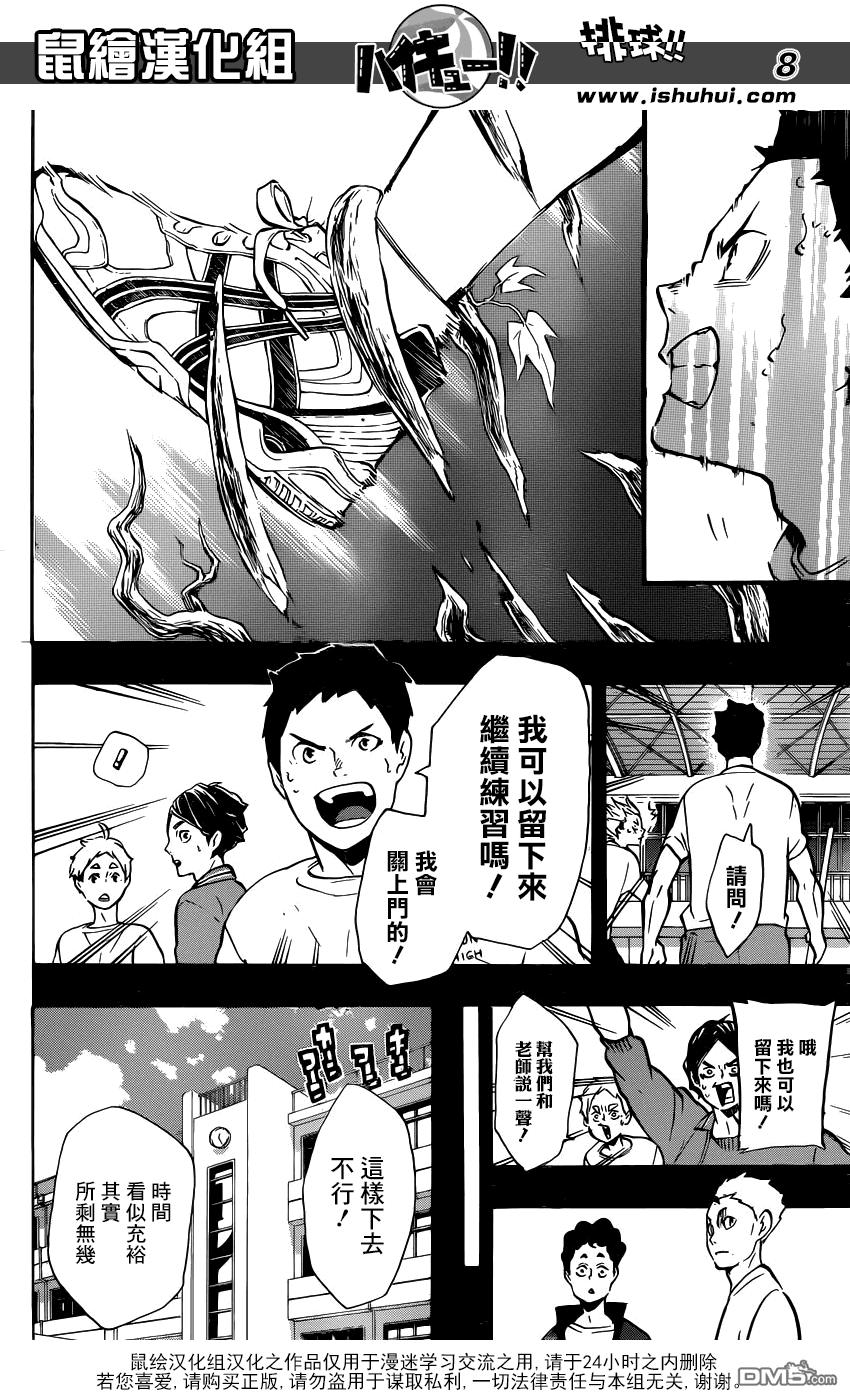 鼠繪漢化組
ハイキュー!!
排球!!
8
www.ishuhui.com
請問！
我可以留下來
繼續練習嗎！
我會
關上門的！
!
HIGH
哦
我也可以
留下來嗎！
幫我們和
老師説一聲！
這樣下去
不行！
時間
看似充裕
其實
所剩無幾
鼠绘汉化组汉化之作品仅用于漫迷学习交流之用, 请于24小时之内删除
若您喜爱, 请购买正版, 请勿盗用于谋取私利, 一切法律责任与本组无关, 谢谢。
DM5.com